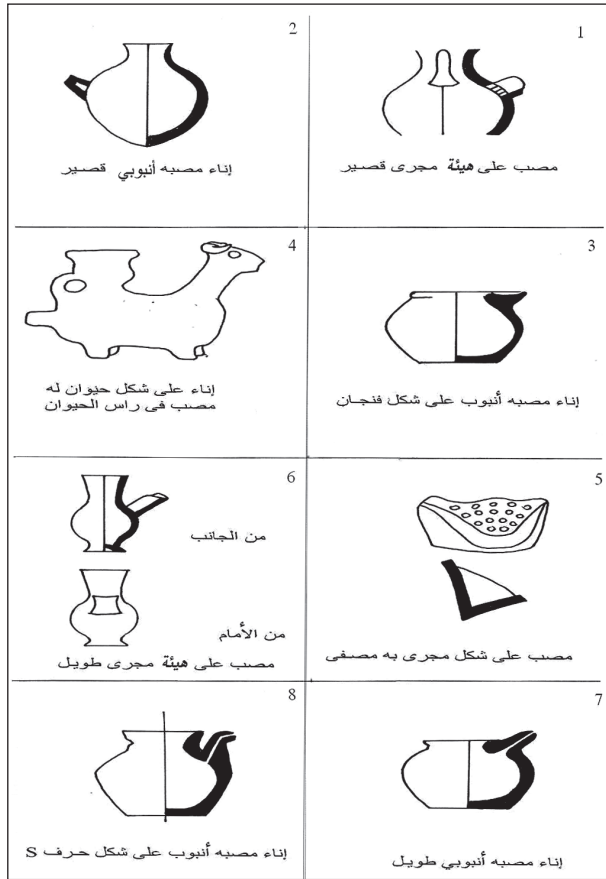 1
مصب على هيئة مجرى قصير
2
إناء مصبه أنبوبي قصير
3
إناء مصبه أنبوب على شكل فنجان
4
إناء على شكل حيوان له
مصب فى راس الحيوان
5
مصب على شكل مجرى به مصفى
6
من الجانب
من الأمام
مصب على هيئة مجرى طويل
7
إناء مصبه أنبوبي طويل
8
إناء مصبه أنبوب على شكل حرف S